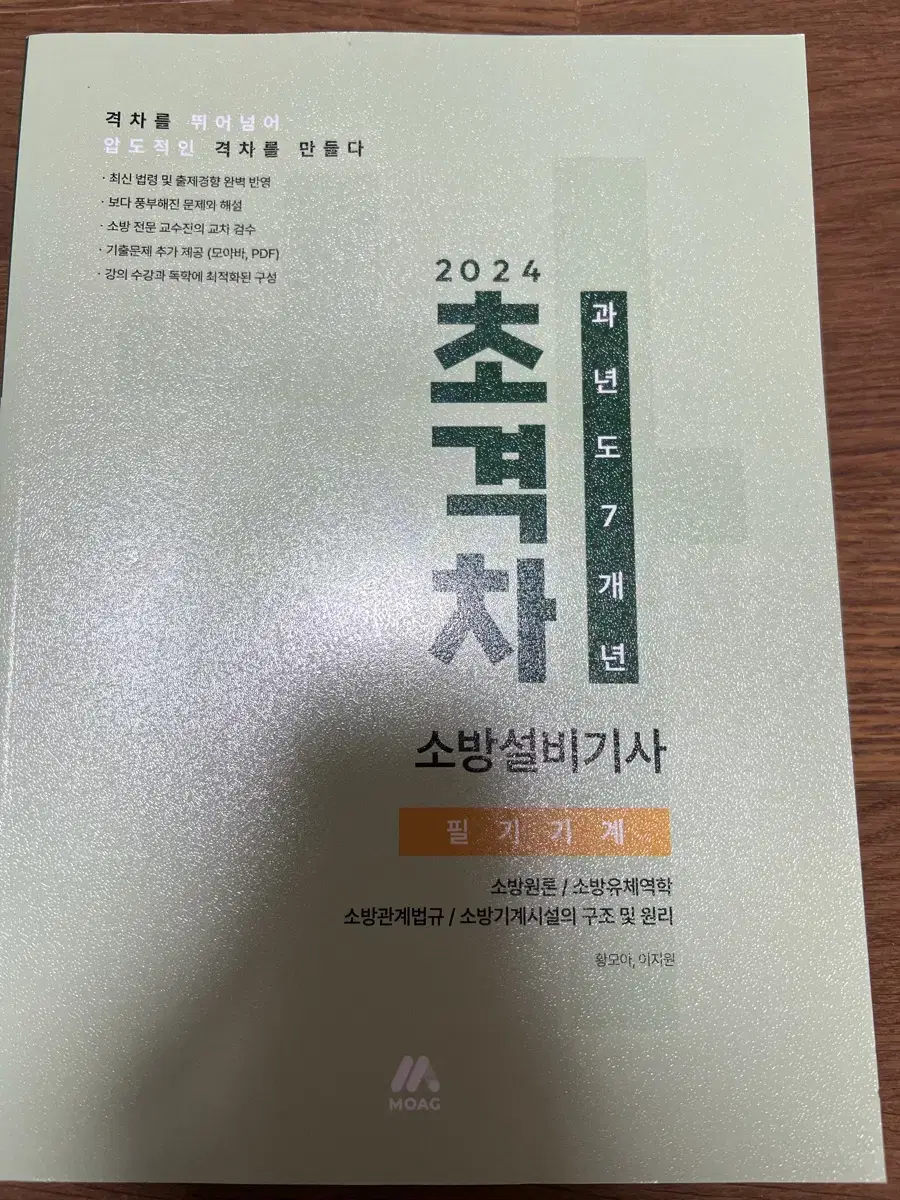 격차를 뛰어넘어
압도적인 격차를 만들다
· 최신 법령 및 출제경향 완벽 반영
· 보다 풍부해진 문제와 해설
· 소방 전문 교수진의 교차 검수
· 기출문제 추가 제공 (모아바, PDF)
· 강의 수강과 독학에 최적화된 구성
2024
초격차
과년도7개년
소방설비기사
필기기계
소방원론 / 소방유체역학
소방관계법규 / 소방기계시설의 구조 및 원리
황모아, 이지원
MOAG